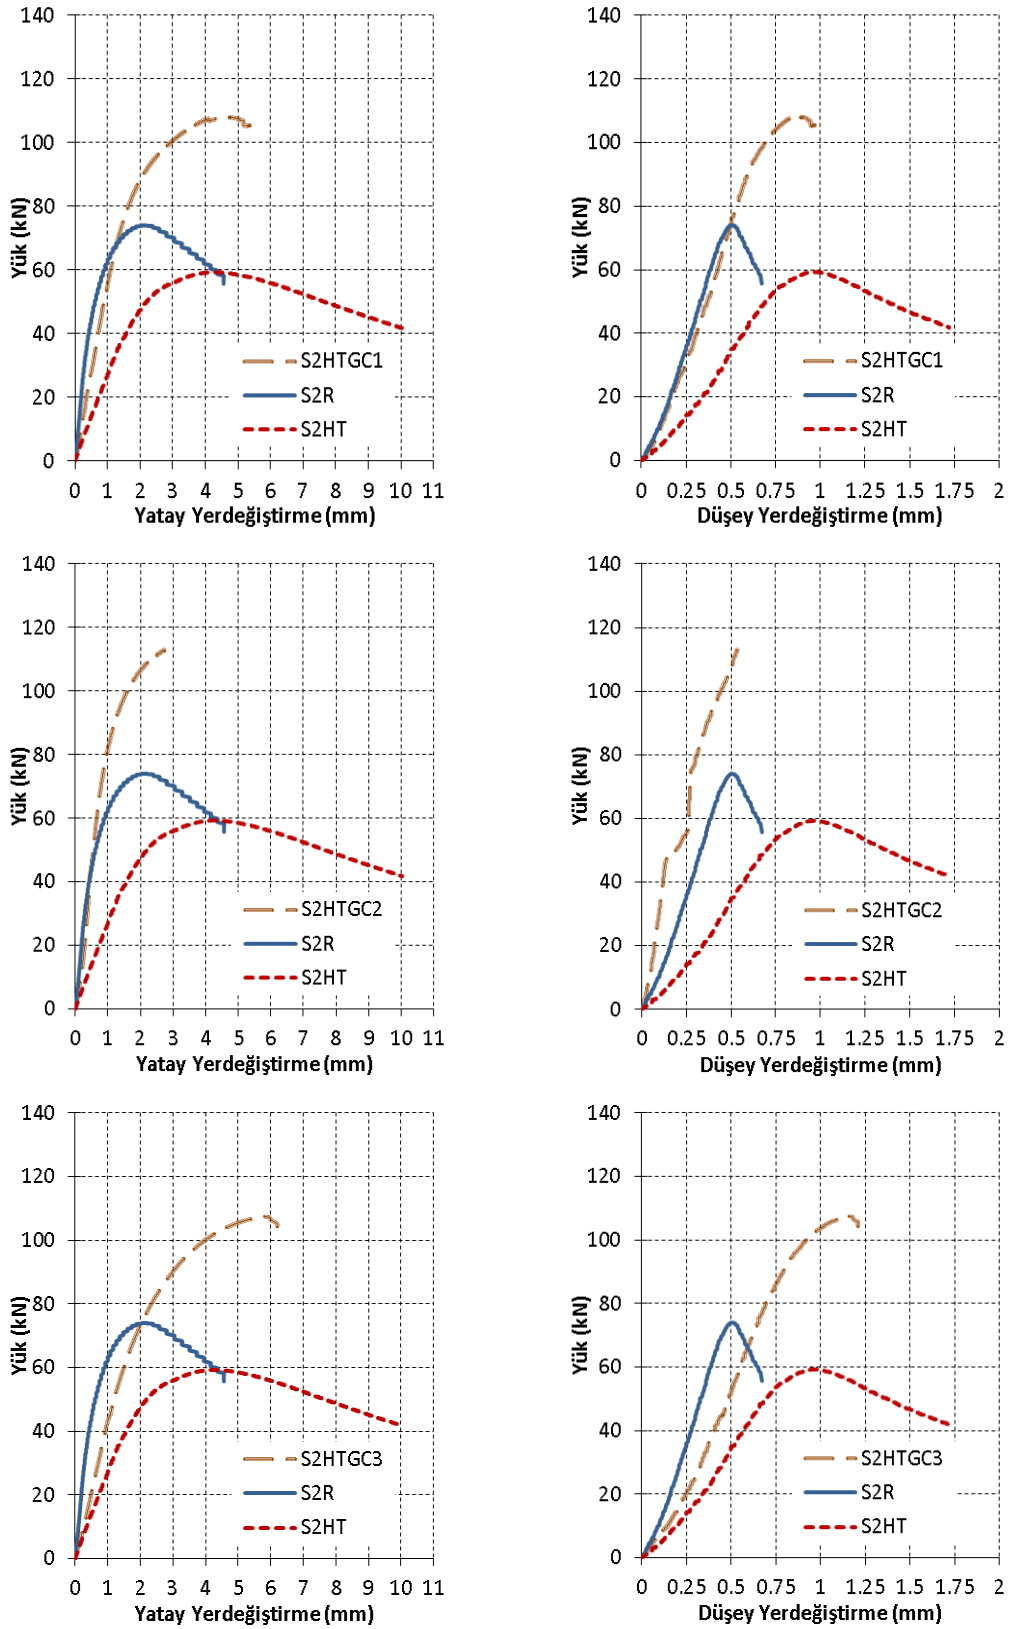 140
120
100
80
60
40
20
0
Yük (kN)
S2HTGC1
S2R
S2HT
0 1 2 3 4 5 6 7 8 9 10 11
Yatay Yerdeğiştirme (mm)
140
120
100
80
60
40
20
0
Yük (kN)
S2HTGC1
S2R
S2HT
0 0.25 0.5 0.75 1 1.25 1.5 1.75 2
Düşey Yerdeğiştirme (mm)
140
120
100
80
60
40
20
0
Yük (kN)
S2HTGC2
S2R
S2HT
0 1 2 3 4 5 6 7 8 9 10 11
Yatay Yerdeğiştirme (mm)
140
120
100
80
60
40
20
0
Yük (kN)
S2HTGC2
S2R
S2HT
0 0.25 0.5 0.75 1 1.25 1.5 1.75 2
Düşey Yerdeğiştirme (mm)
140
120
100
80
60
40
20
0
Yük (kN)
S2HTGC3
S2R
S2HT
0 1 2 3 4 5 6 7 8 9 10 11
Yatay Yerdeğiştirme (mm)
140
120
100
80
60
40
20
0
Yük (kN)
S2HTGC3
S2R
S2HT
0 0.25 0.5 0.75 1 1.25 1.5 1.75 2
Düşey Yerdeğiştirme (mm)